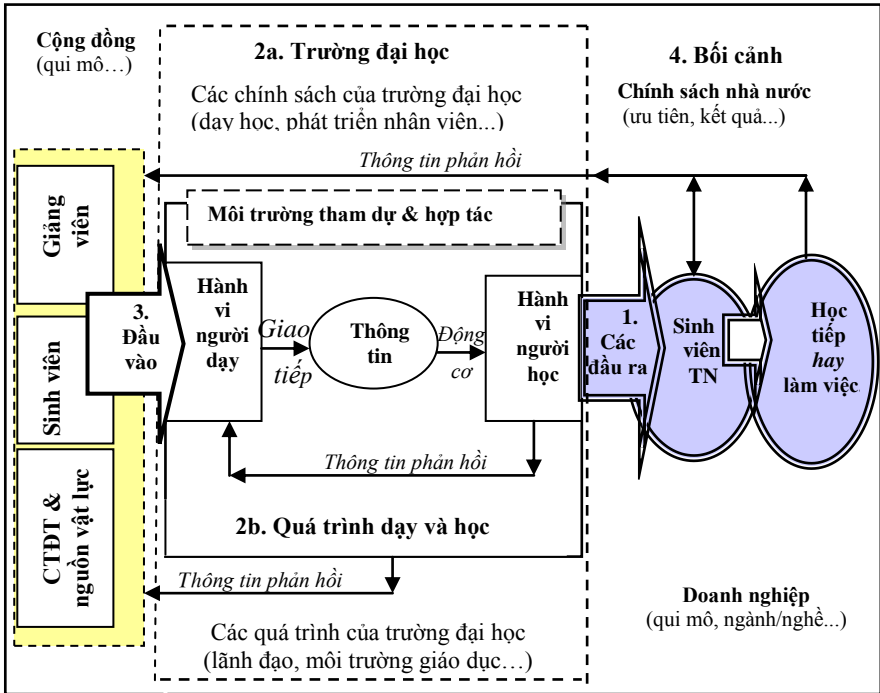 Cộng đồng
(qui mô…)
2a. Trường đại học
Các chính sách của trường đại học
(dạy học, phát triển nhân viên...)
4. Bối cảnh
Chính sách nhà nước
(ưu tiên, kết quả...)
Thông tin phản hồi
Môi trường tham dự & hợp tác
Giảng
viên
Sinh viên
CTĐT &
nguồn vật lực
3.
Đầu
vào
Hành
vi
người
dạy
Giao
tiếp
Thông
tin
Động
cơ
Hành
vi
người
học
1.
Các
đầu ra
Sinh
viên
TN
Học
tiếp
hay
làm việc
Thông tin phản hồi
2b. Quá trình dạy và học
Thông tin phản hồi
Các quá trình của trường đại học
(lãnh đạo, môi trường giáo dục…)
Doanh nghiệp
(qui mô, ngành/nghề...)